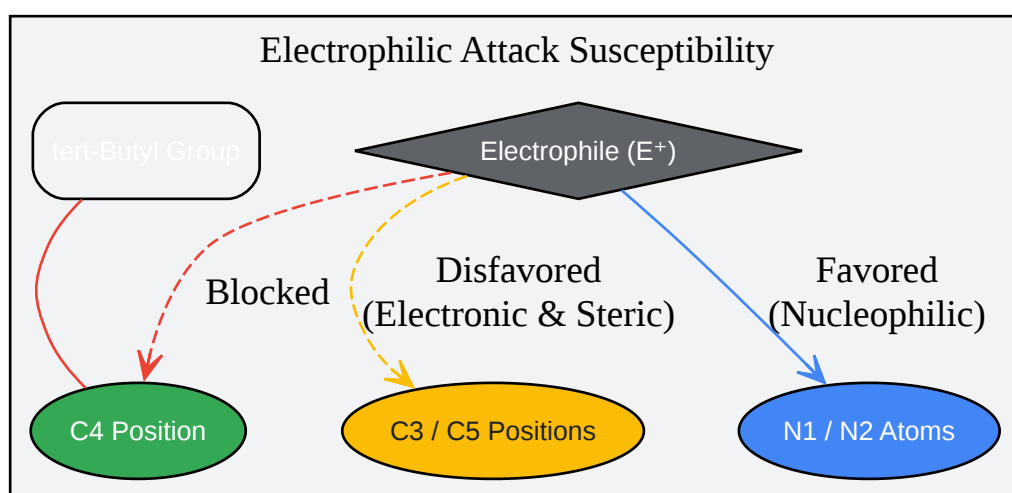 Electrophilic Attack Susceptibility
tert-Butyl Group
Electrophile (E⁺)
Blocked
Disfavored
(Electronic & Steric)
Favored
(Nucleophilic)
C4 Position
C3 / C5 Positions
N1 / N2 Atoms